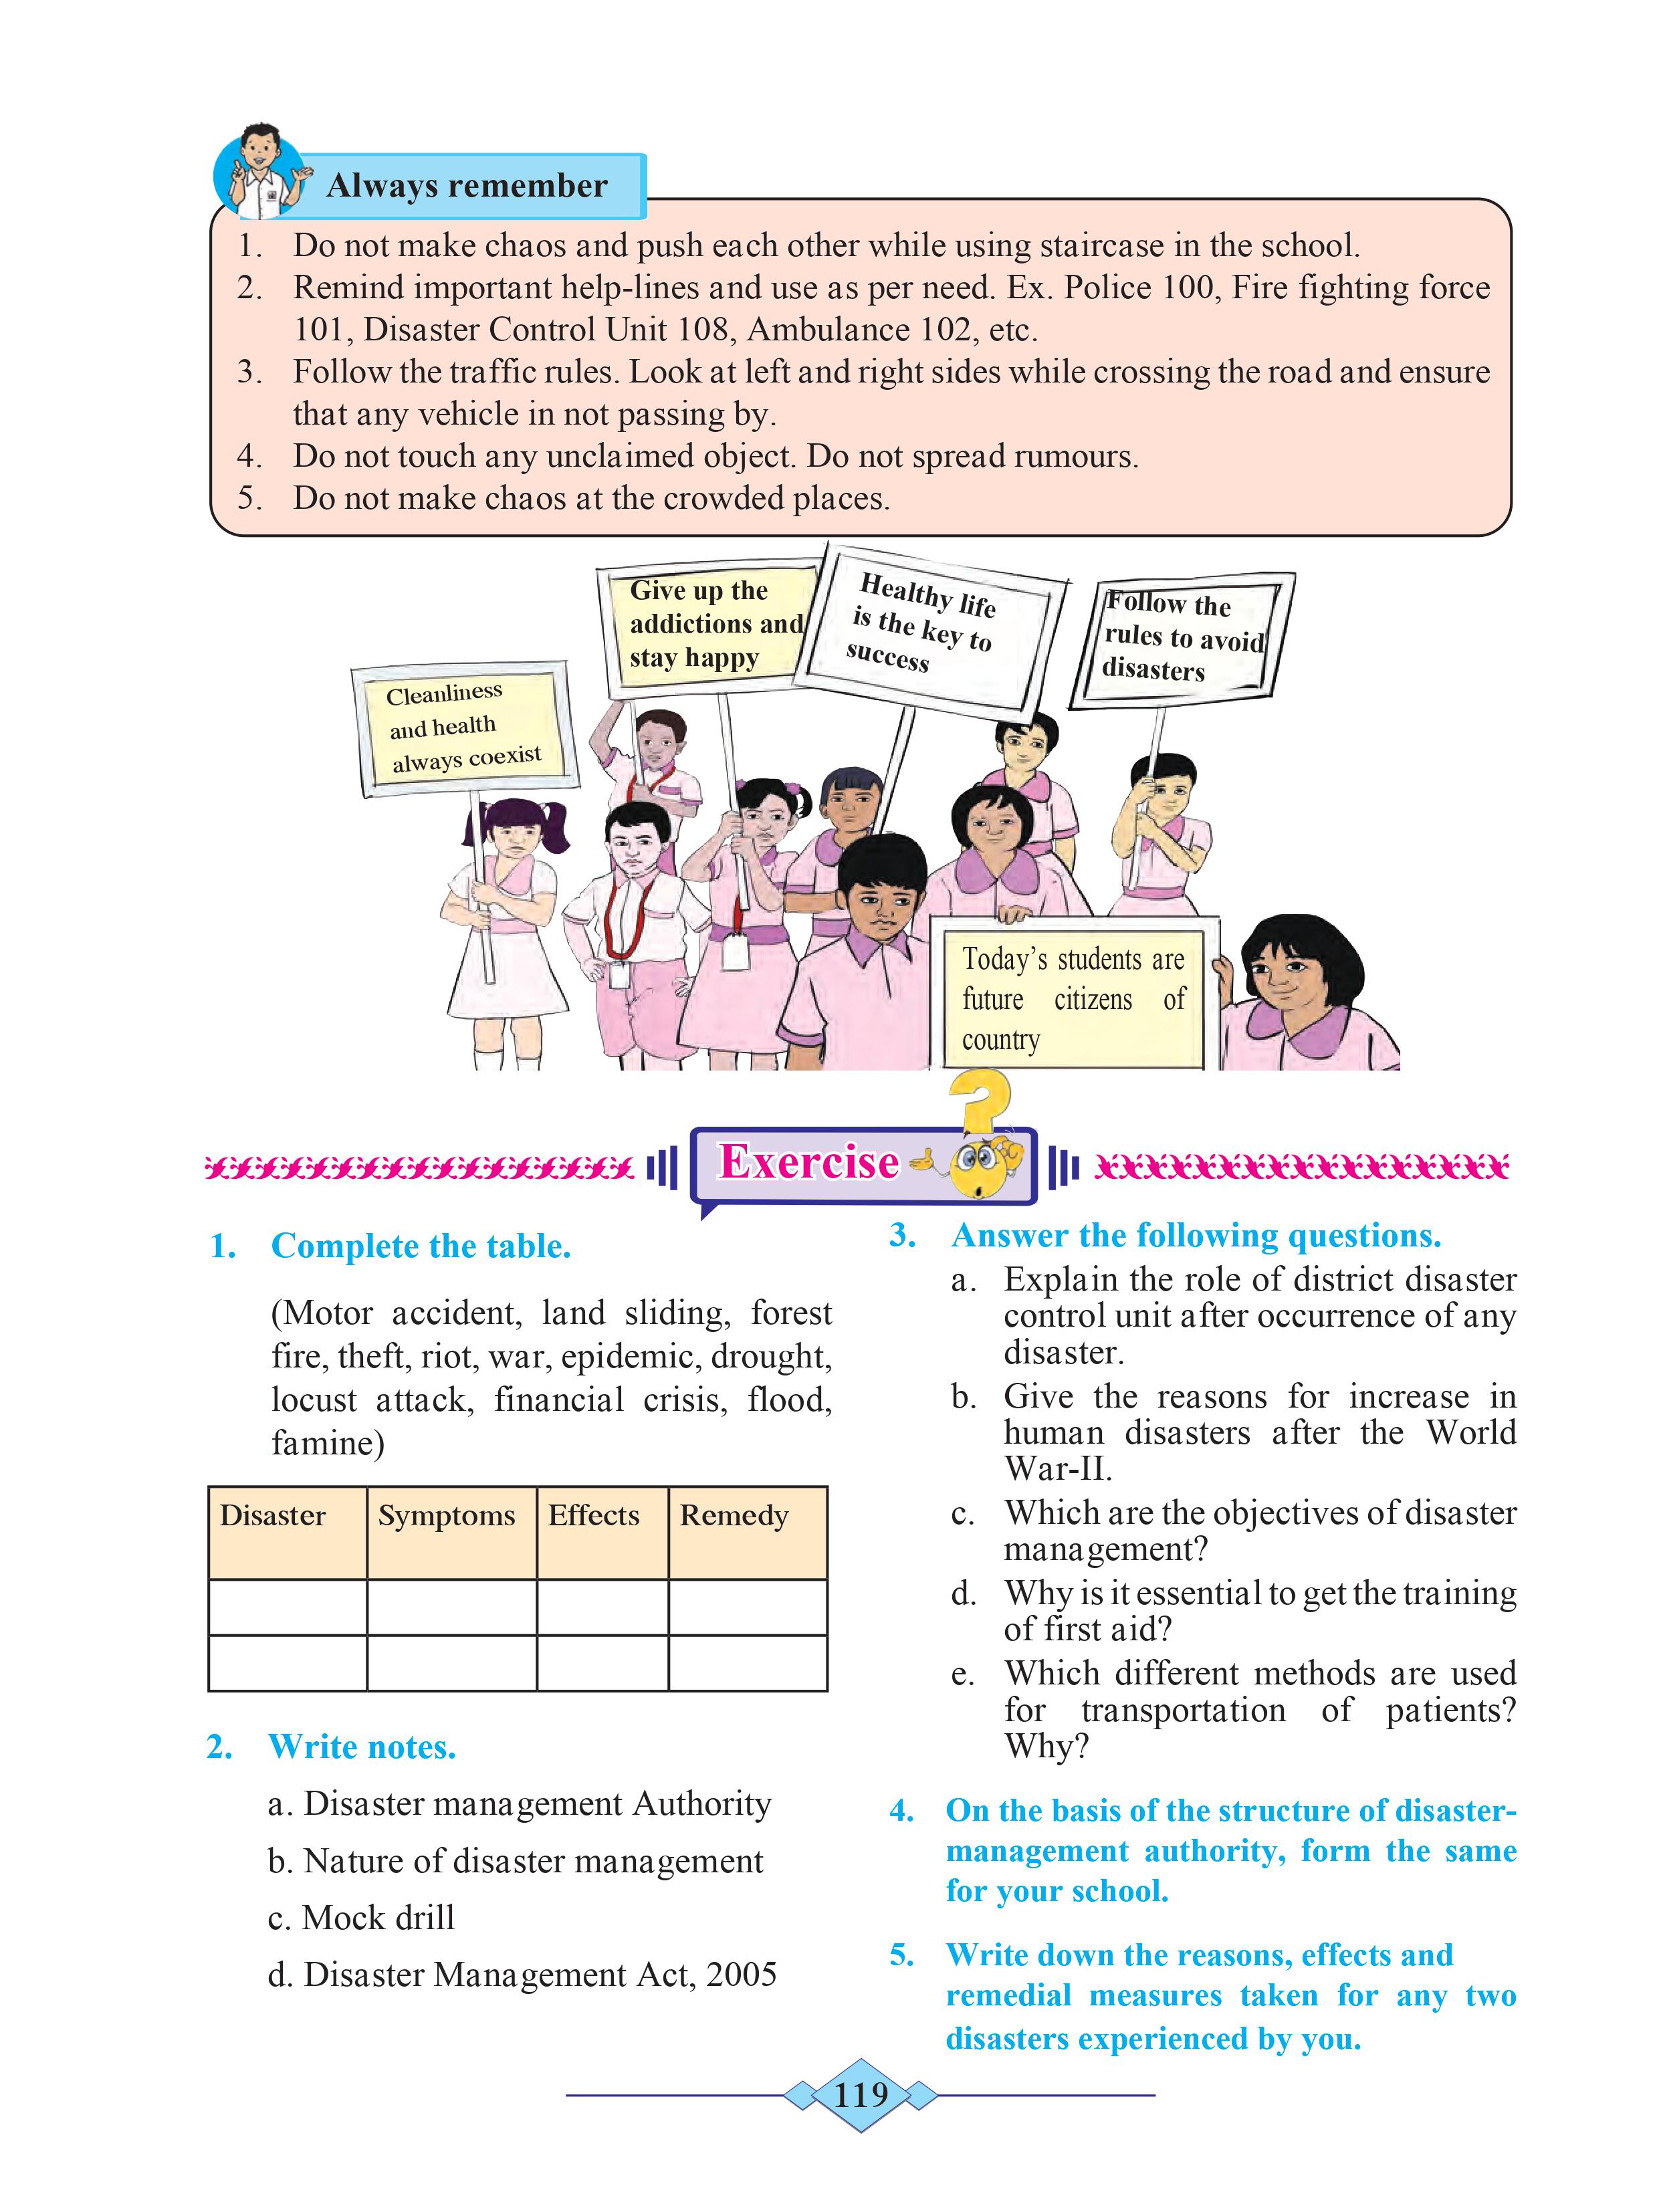 Always remember
1. Do not make chaos and push each other while using staircase in the school.
2. Remind important help-lines and use as per need. Ex. Police 100, Fire fighting force
101, Disaster Control Unit 108, Ambulance 102, etc.
3. Follow the traffic rules. Look at left and right sides while crossing the road and ensure
that any vehicle in not passing by.
4. Do not touch any unclaimed object. Do not spread rumours.
5. Do not make chaos at the crowded places.
Cleanliness
and health
always coexist
Give up the
addictions and
stay happy
Healthy life
is the key to
success
Follow the
rules to avoid
disasters
Today's students are
future citizens of
country
Exercise
1. Complete the table.
(Motor accident, land sliding, forest
fire, theft, riot, war, epidemic, drought,
locust attack, financial crisis, flood,
famine)
Disaster Symptoms Effects Remedy
2. Write notes.
a. Disaster management Authority
b. Nature of disaster management
c. Mock drill
d. Disaster Management Act, 2005
3. Answer the following questions.
a. Explain the role of district disaster
control unit after occurrence of any
disaster.
b. Give the reasons for increase in
human disasters after the World
War-II.
c. Which are the objectives of disaster
management?
d. Why is it essential to get the training
of first aid?
e. Which different methods are used
for transportation of patients?
Why?
4. On the basis of the structure of disaster-
management authority, form the same
for your school.
5. Write down the reasons, effects and
remedial measures taken for any two
disasters experienced by you.
119